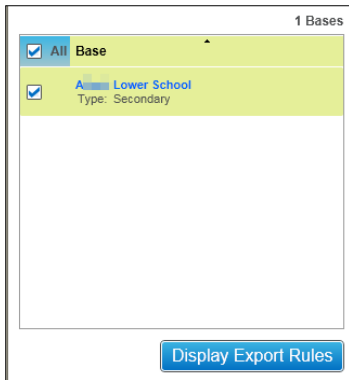 1 Bases
All Base
Lower School
Type: Secondary
Display Export Rules